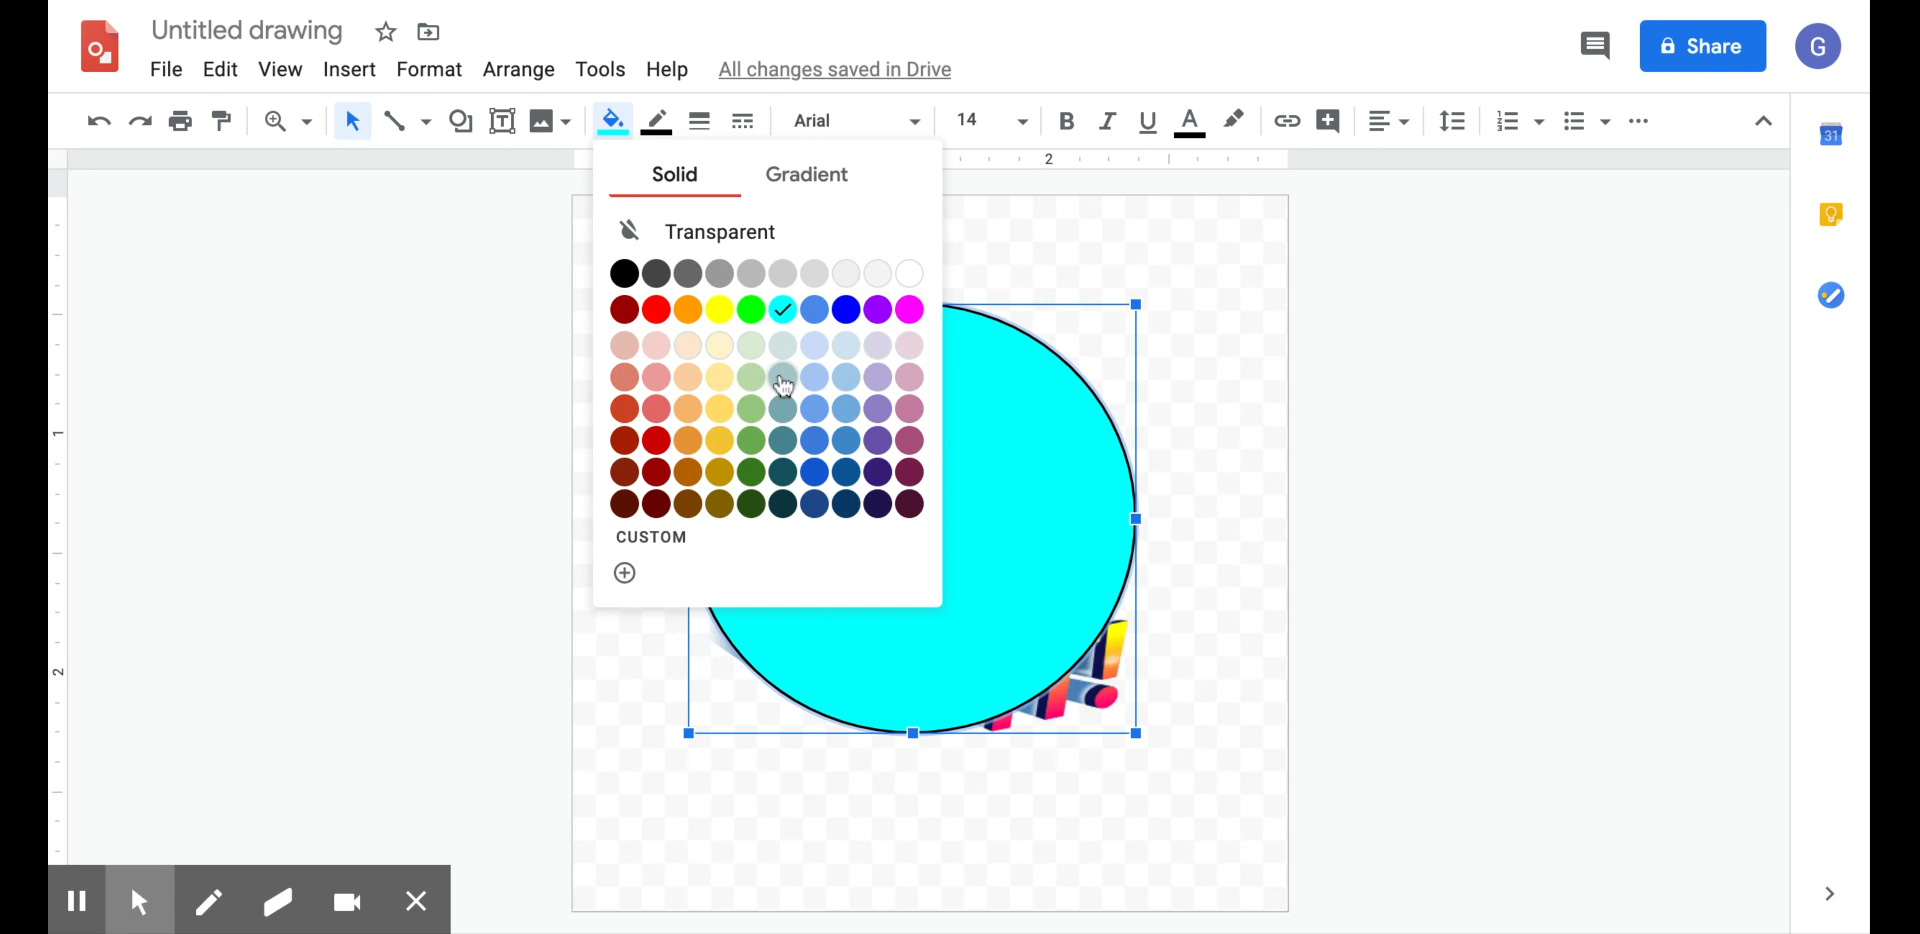 Untitled drawing
File Edit View Insert Format Arrange Tools Help All changes saved in Drive
Share
G
Arial 14
31
2
Solid Gradient
Transparent
CUSTOM
1
2